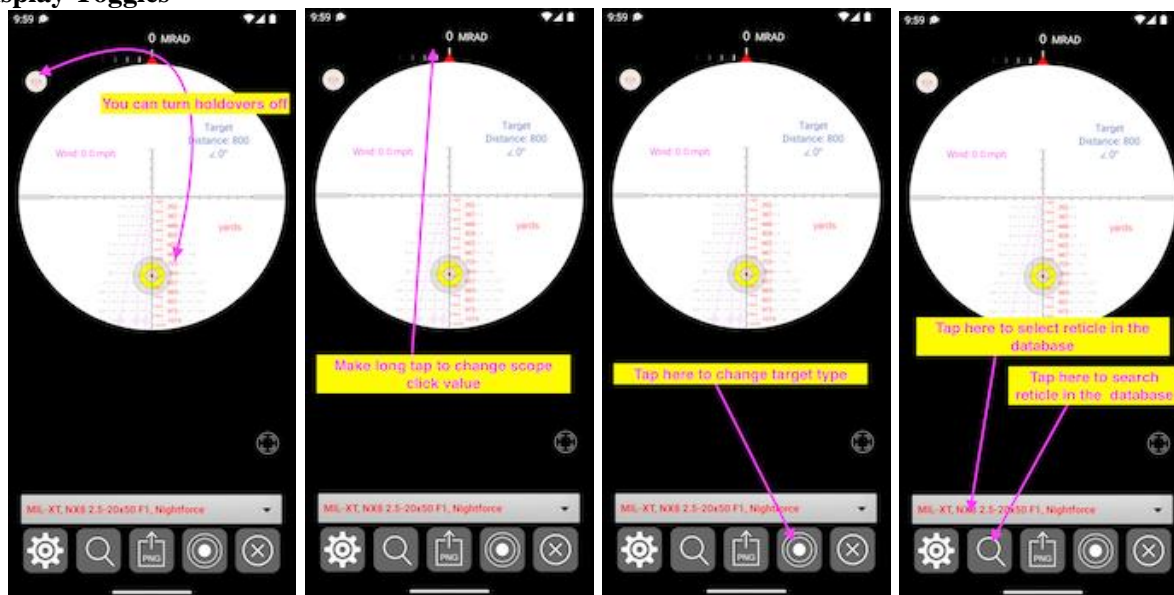 splay Toggles
9:59
0 MRAD
You can turn holdovers off
Target
Distance: 800
∠ 0°
Wind: 0.0 mph
yards
MIL-XT, NX8 2.5-20x50 F1, Nightforce
PNG
9:59
0 MRAD
Target
Distance: 800
∠ 0°
Wind: 0.0 mph
yards
Make long tap to change scope
click value
MIL-XT, NX8 2.5-20x50 F1, Nightforce
PNG
9:59
0 MRAD
Target
Distance: 800
∠ 0°
Wind: 0.0 mph
yards
Tap here to change target type
MIL-XT, NX8 2.5-20x50 F1, Nightforce
PNG
9:59
0 MRAD
Target
Distance: 800
∠ 0°
Wind: 0.0 mph
yards
Tap here to select reticle in the
database
Tap here to search
reticle in the database
MIL-XT, NX8 2.5-20x50 F1, Nightforce
PNG